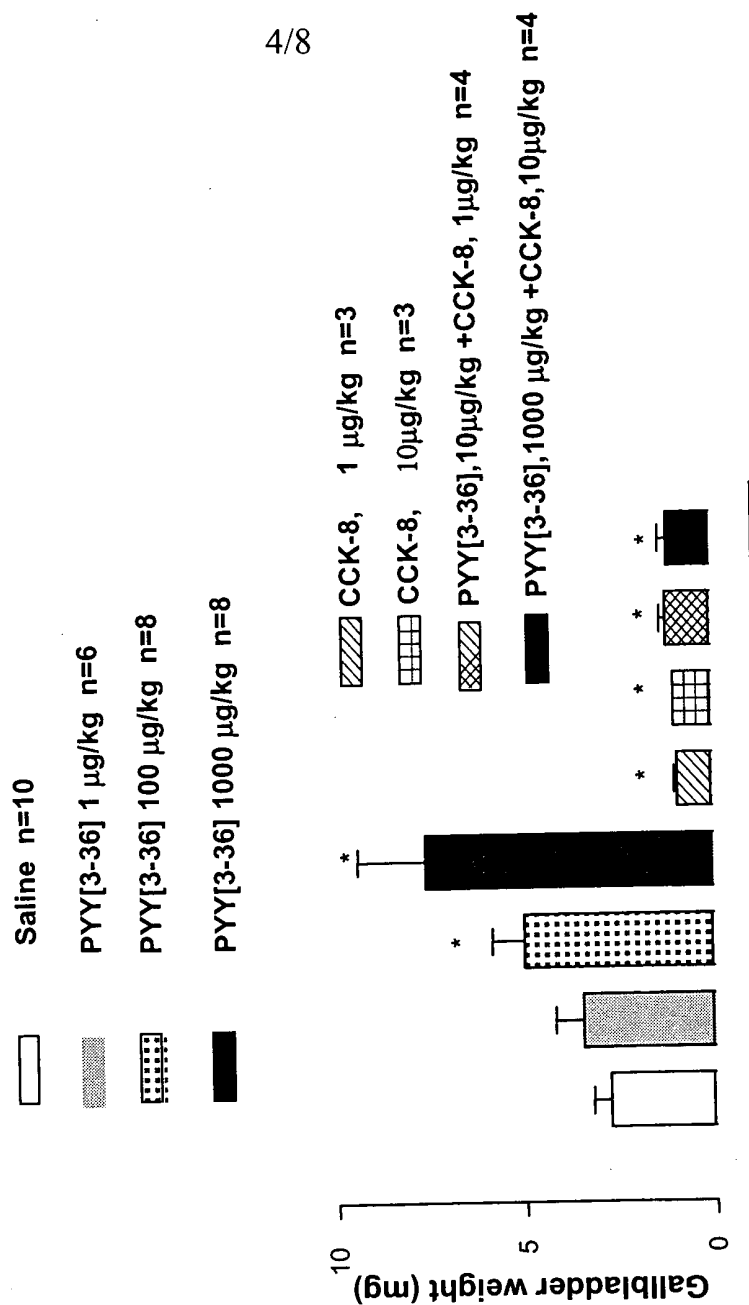 4/8
Saline n=10
PYY[3-36] 1 µg/kg n=6
PYY[3-36] 100 µg/kg n=8
PYY[3-36] 1000 µg/kg n=8
CCK-8, 1 µg/kg n=3
CCK-8, 10µg/kg n=3
PYY[3-36],10µg/kg +CCK-8, 1µg/kg n=4
PYY[3-36],1000 µg/kg +CCK-8,10µg/kg n=4
Gallbladder weight (mg)
10
5
0
*
*
*
*
*
*